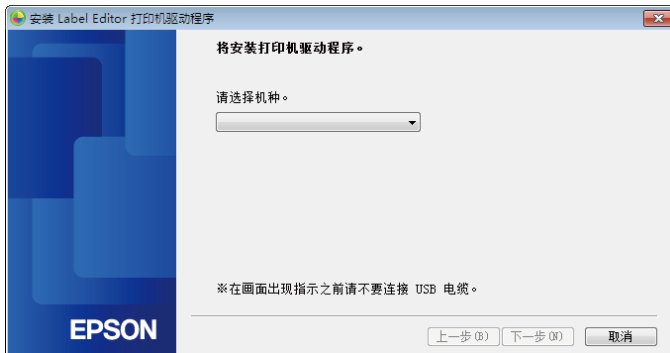 安装 Label Editor 打印机驱动程序
将安装打印机驱动程序。
请选择机种。
※在画面出现指示之前请不要连接 USB 电缆。
EPSON
上一步(B) 下一步(N) 取消